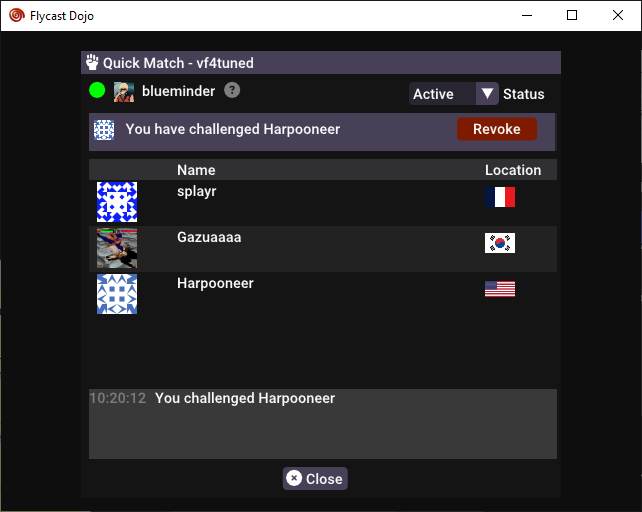 Flycast Dojo
Quick Match - vf4tuned
blueminder ? Active Status
You have challenged Harpooneer Revoke
Name Location
splayr
Gazuaaaa
Harpooneer
10:20:12 You challenged Harpooneer
Close